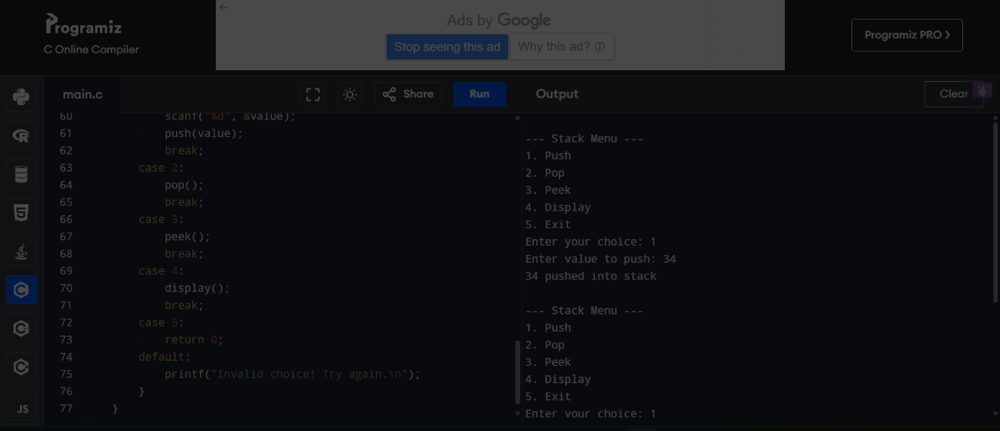 Programiz
C Online Compiler
Ads by Google
Stop seeing this ad
Why this ad?
Programiz PRO
main.c
Share
Run
Output
Clear
60 scanf("%d", &value);
61 push(value);
62 break;
63 case 2:
64 pop();
65 break;
66 case 3:
67 peek();
68 break;
69 case 4:
70 display();
71 break;
72 case 5:
73 return 0;
74 default:
75 printf("Invalid choice! Try again.\n");
76 }
77 }
JS
--- Stack Menu ---
1. Push
2. Pop
3. Peek
4. Display
5. Exit
Enter your choice: 1
Enter value to push: 34
34 pushed into stack
--- Stack Menu ---
1. Push
2. Pop
3. Peek
4. Display
5. Exit
Enter your choice: 1